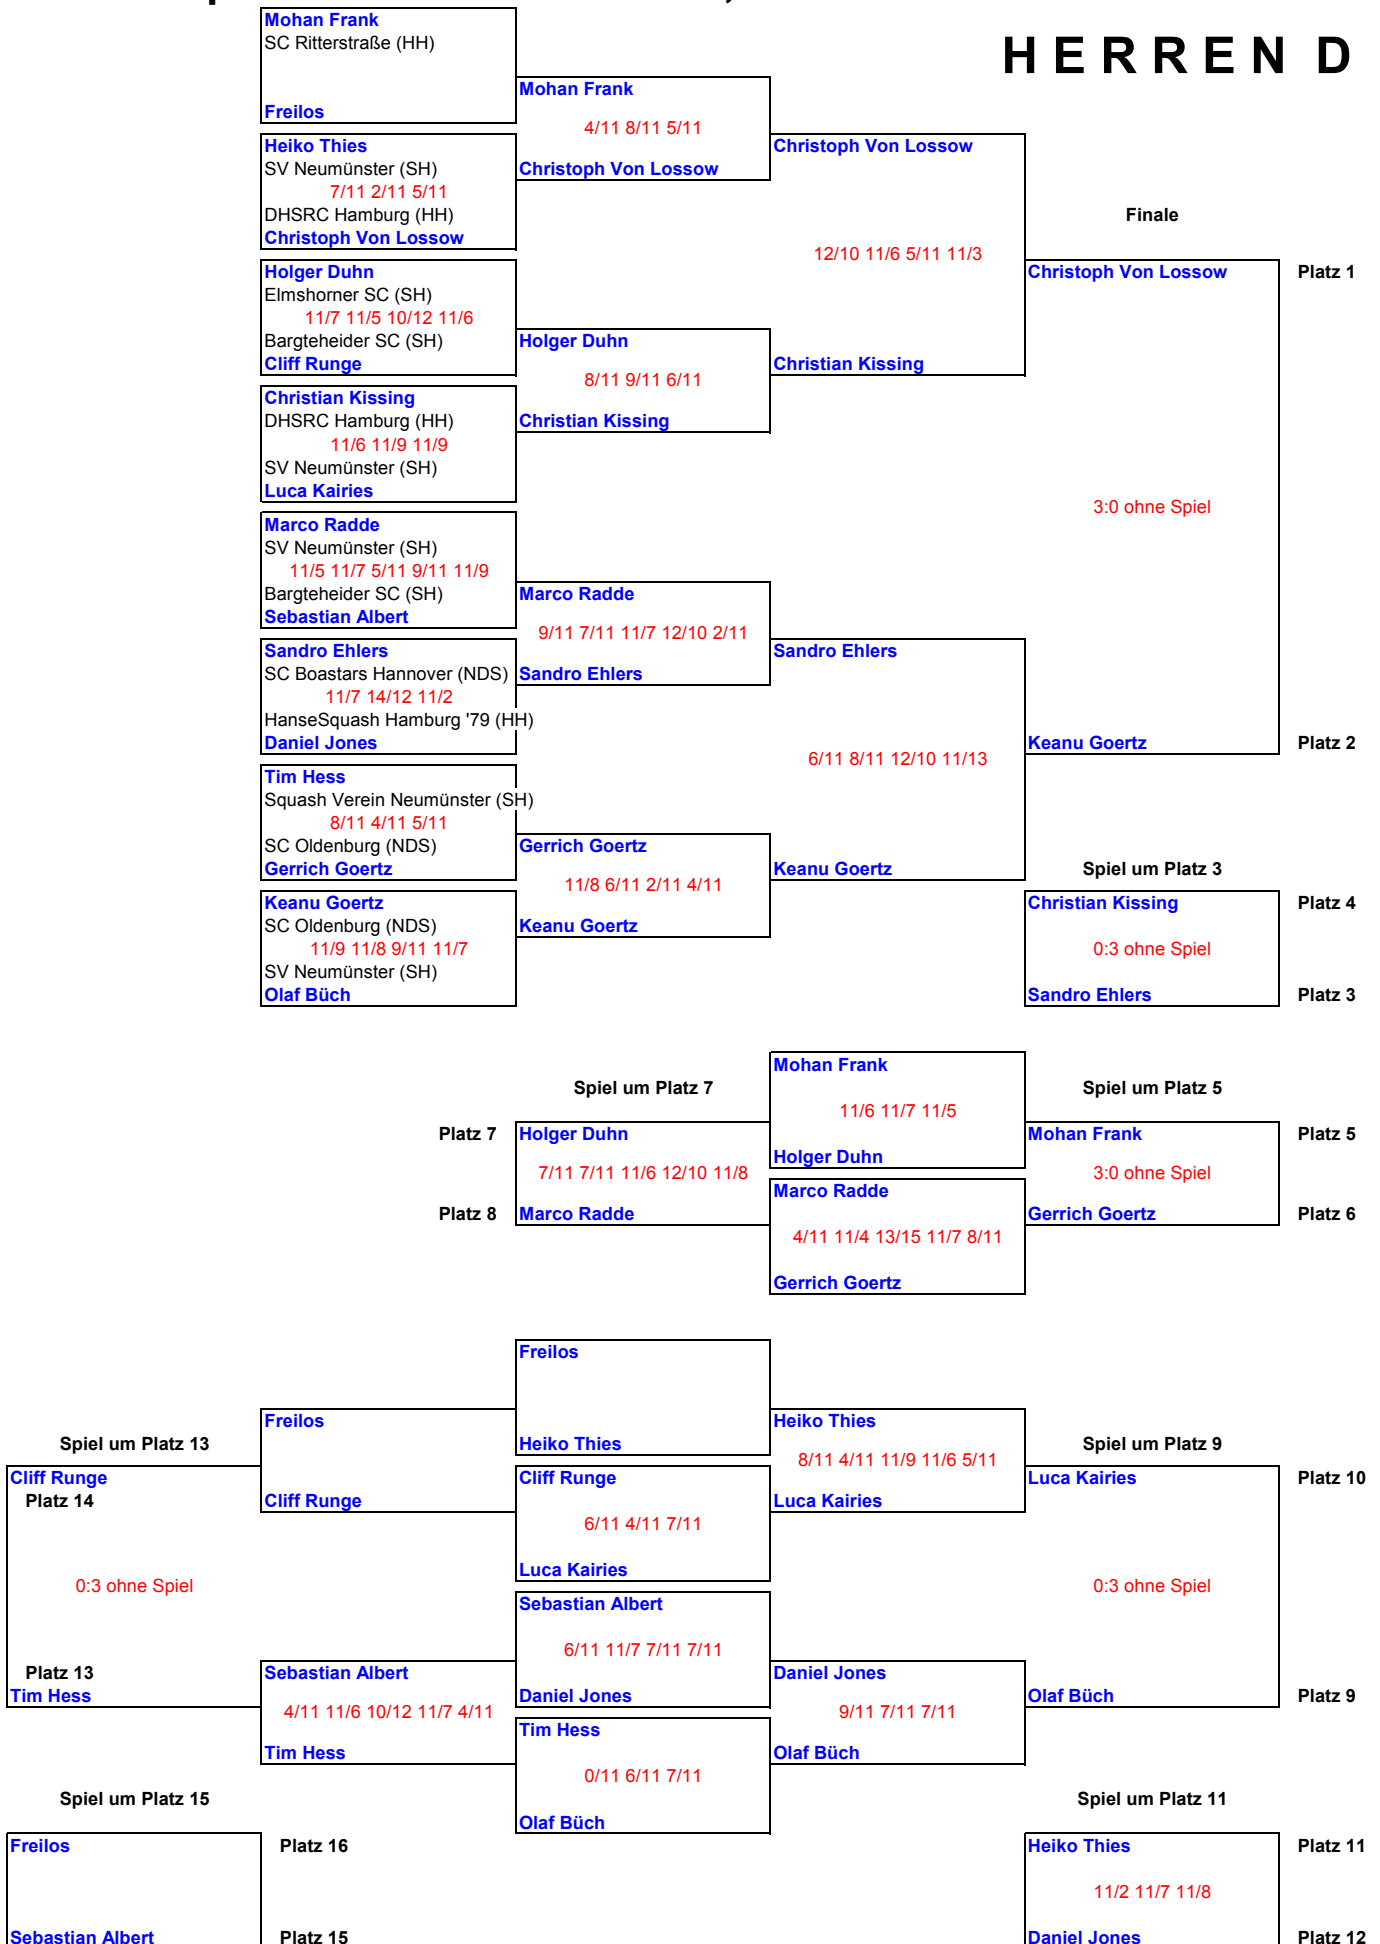 HERREN D
Mohan Frank
SC Ritterstraße (HH)
Freilos
Heiko Thies
SV Neumünster (SH)
7/11 2/11 5/11
DHSRC Hamburg (HH)
Christoph Von Lossow
Holger Duhn
Elmshorner SC (SH)
11/7 11/5 10/12 11/6
Bargteheider SC (SH)
Cliff Runge
Christian Kissing
DHSRC Hamburg (HH)
11/6 11/9 11/9
SV Neumünster (SH)
Luca Kairies
Marco Radde
SV Neumünster (SH)
11/5 11/7 5/11 9/11 11/9
Bargteheider SC (SH)
Sebastian Albert
Sandro Ehlers
SC Boastars Hannover (NDS)
11/7 14/12 11/2
HanseSquash Hamburg '79 (HH)
Daniel Jones
Tim Hess
Squash Verein Neumünster (SH)
8/11 4/11 5/11
SC Oldenburg (NDS)
Gerrich Goertz
Keanu Goertz
SC Oldenburg (NDS)
11/9 11/8 9/11 11/7
SV Neumünster (SH)
Olaf Büch
Mohan Frank
4/11 8/11 5/11
Christoph Von Lossow
Holger Duhn
8/11 9/11 6/11
Christian Kissing
Marco Radde
9/11 7/11 11/7 12/10 2/11
Sandro Ehlers
Gerrich Goertz
11/8 6/11 2/11 4/11
Keanu Goertz
Christoph Von Lossow
12/10 11/6 5/11 11/3
Christian Kissing
Sandro Ehlers
6/11 8/11 12/10 11/13
Keanu Goertz
Finale
Christoph Von Lossow Platz 1
3:0 ohne Spiel
Keanu Goertz Platz 2
Spiel um Platz 3
Christian Kissing Platz 4
0:3 ohne Spiel
Sandro Ehlers Platz 3
Spiel um Platz 7
Platz 7 Holger Duhn
7/11 7/11 11/6 12/10 11/8
Platz 8 Marco Radde
Mohan Frank
11/6 11/7 11/5
Holger Duhn
Marco Radde
4/11 11/4 13/15 11/7 8/11
Gerrich Goertz
Spiel um Platz 5
Mohan Frank Platz 5
3:0 ohne Spiel
Gerrich Goertz Platz 6
Spiel um Platz 13
Cliff Runge
Platz 14
0:3 ohne Spiel
Platz 13
Tim Hess
Freilos
Cliff Runge
Sebastian Albert
4/11 11/6 10/12 11/7 4/11
Tim Hess
Freilos
Heiko Thies
Cliff Runge
6/11 4/11 7/11
Luca Kairies
Sebastian Albert
6/11 11/7 7/11 7/11
Daniel Jones
Tim Hess
0/11 6/11 7/11
Olaf Büch
Heiko Thies
8/11 4/11 11/9 11/6 5/11
Luca Kairies
Daniel Jones
9/11 7/11 7/11
Olaf Büch
Spiel um Platz 9
Luca Kairies Platz 10
0:3 ohne Spiel
Olaf Büch Platz 9
Spiel um Platz 15
Freilos Platz 16
Sebastian Albert Platz 15
Spiel um Platz 11
Heiko Thies Platz 11
11/2 11/7 11/8
Daniel Jones Platz 12